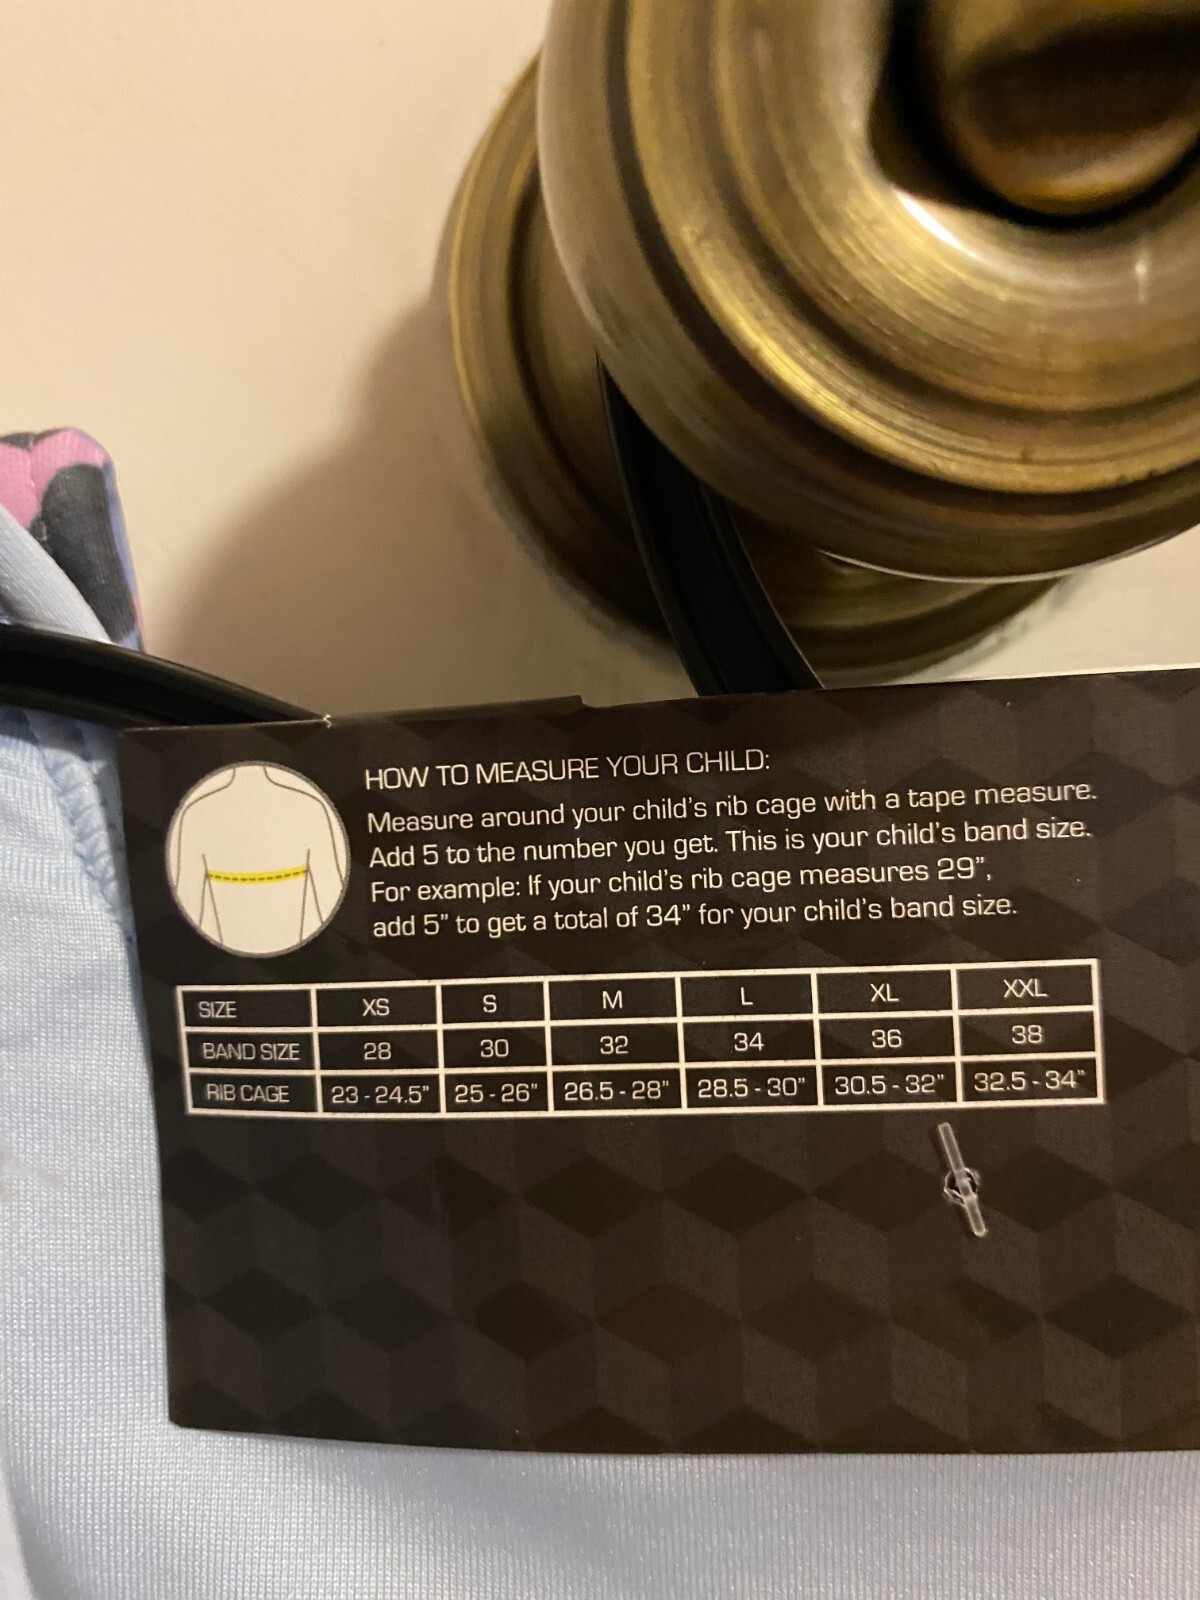 HOW TO MEASURE YOUR CHILD:
Measure around your child's rib cage with a tape measure.
Add 5 to the number you get. This is your child's band size.
For example: If your child's rib cage measures 29”,
add 5” to get a total of 34” for your child's band size.
SIZE XS S M L XL XXL
BAND SIZE 28 30 32 34 36 38
RIB CAGE 23 - 24.5” 25 - 26” 26.5 - 28” 28.5 - 30” 30.5 - 32” 32.5 - 34”